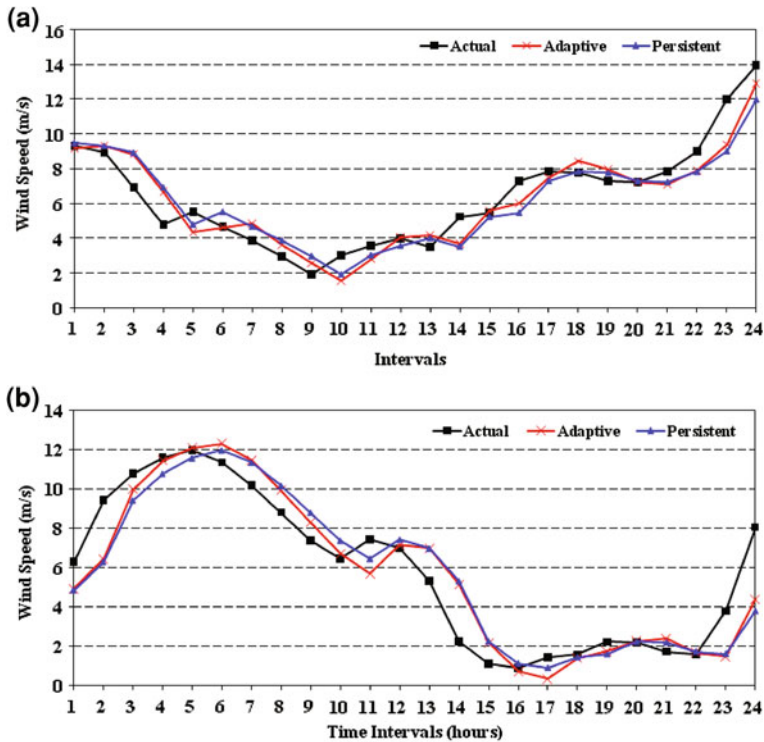 (a)
16
14
12
10
8
6
4
2
0
Wind Speed (m/s)
Actual Adaptive Persistent
1 2 3 4 5 6 7 8 9 10 11 12 13 14 15 16 17 18 19 20 21 22 23 24
Intervals
(b)
14
12
10
8
6
4
2
0
Wind Speed (m/s)
Actual Adaptive Persistent
1 2 3 4 5 6 7 8 9 10 11 12 13 14 15 16 17 18 19 20 21 22 23 24
Time Intervals (hours)